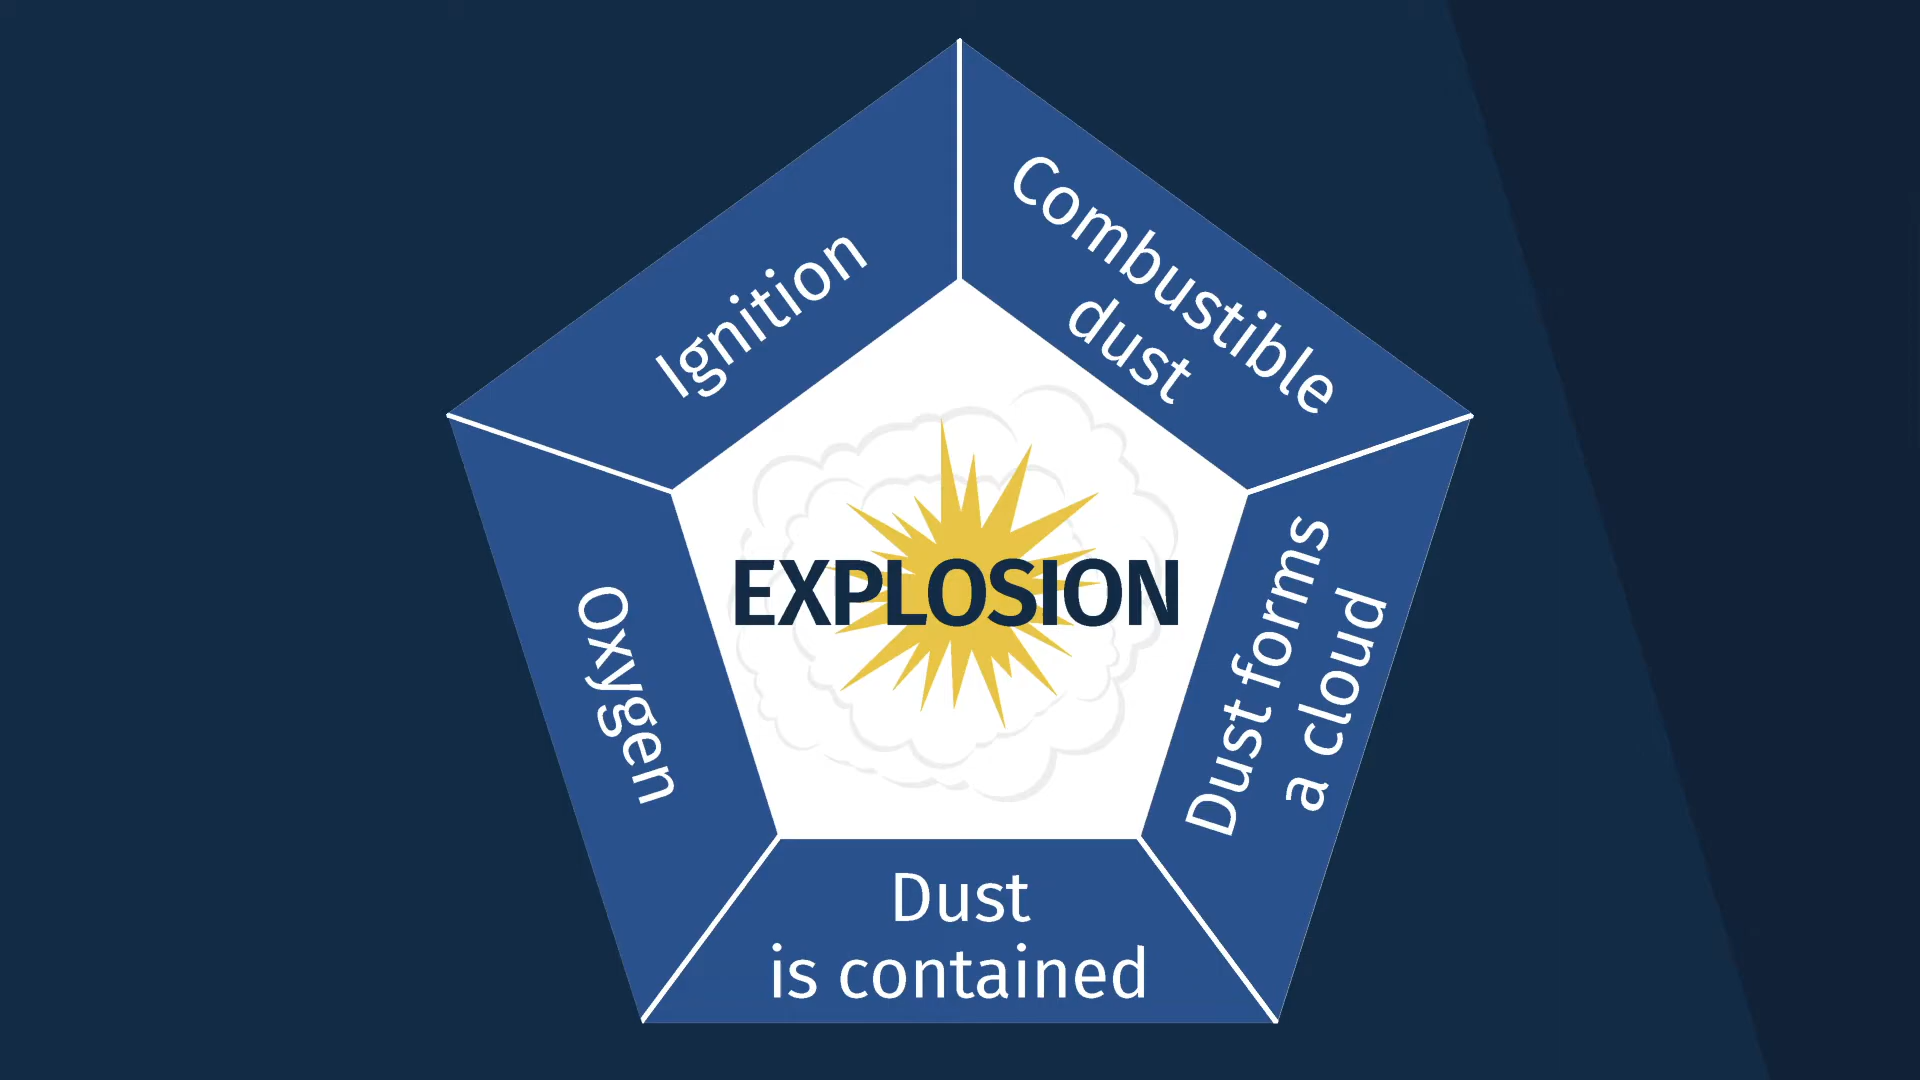 Ignition
Combustible
dust
EXPLOSION
Oxygen
Dust forms
a cloud
Dust
is contained